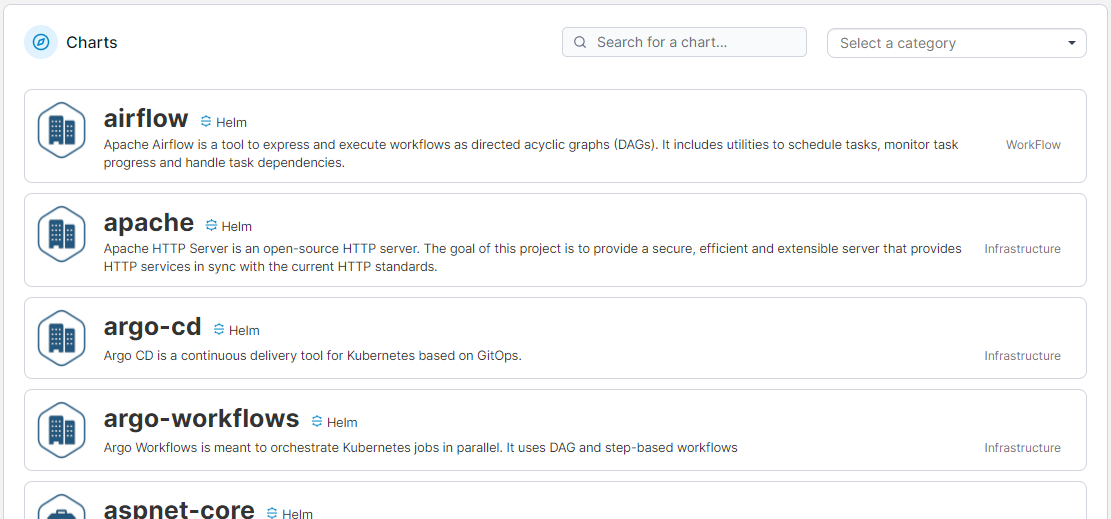 Charts
Search for a chart...
Select a category
airflow Helm
Apache Airflow is a tool to express and execute workflows as directed acyclic graphs (DAGs). It includes utilities to schedule tasks, monitor task
progress and handle task dependencies.
WorkFlow
apache Helm
Apache HTTP Server is an open-source HTTP server. The goal of this project is to provide a secure, efficient and extensible server that provides
HTTP services in sync with the current HTTP standards.
Infrastructure
argo-cd Helm
Argo CD is a continuous delivery tool for Kubernetes based on GitOps.
Infrastructure
argo-workflows Helm
Argo Workflows is meant to orchestrate Kubernetes jobs in parallel. It uses DAG and step-based workflows
Infrastructure
aspnet-core Helm